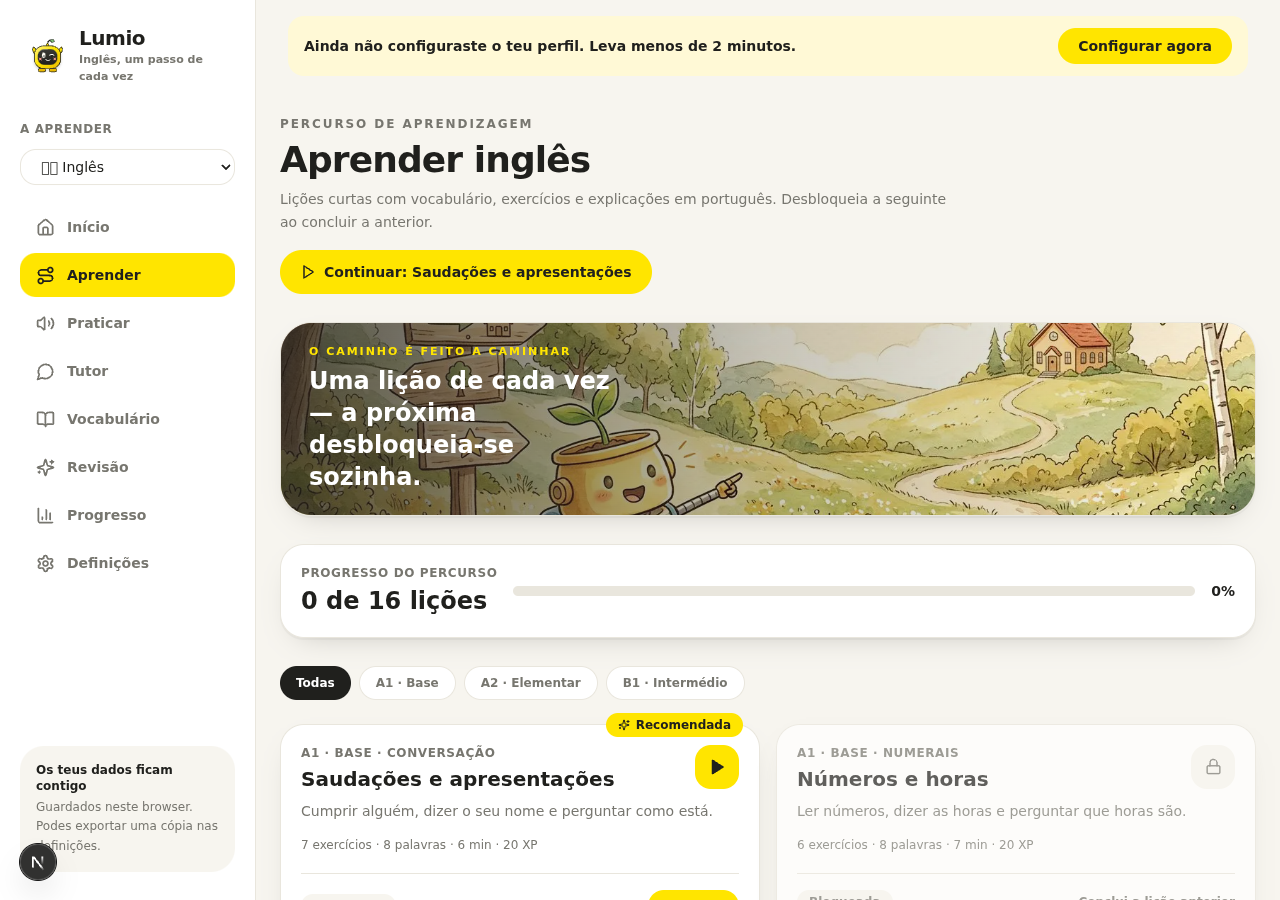 Lumio
Inglês, um passo de
cada vez
A APRENDER
Inglês
Início
Aprender
Praticar
Tutor
Vocabulário
Revisão
Progresso
Definições
Os teus dados ficam
contigo
Guardados neste browser.
Podes exportar uma cópia nas
definições.
N
Ainda não configuraste o teu perfil. Leva menos de 2 minutos.
Configurar agora
PERCURSO DE APRENDIZAGEM
Aprender inglês
Lições curtas com vocabulário, exercícios e explicações em português. Desbloqueia a seguinte
ao concluir a anterior.
Continuar: Saudações e apresentações
O CAMINHO É FEITO A CAMINHAR
Uma lição de cada vez
— a próxima
desbloqueia-se
sozinha.
PROGRESSO DO PERCURSO
0 de 16 lições
0%
Todas
A1 · Base
A2 · Elementar
B1 · Intermédio
Recomendada
A1 · BASE · CONVERSAÇÃO
Saudações e apresentações
Cumprir alguém, dizer o seu nome e perguntar como está.
7 exercícios · 8 palavras · 6 min · 20 XP
A1 · BASE · NUMERAIS
Números e horas
Ler números, dizer as horas e perguntar que horas são.
6 exercícios · 8 palavras · 7 min · 20 XP
Bloqueada
Conclui a lição anterior